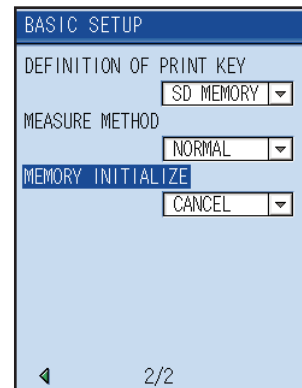 BASIC SETUP
DEFINITION OF PRINT KEY
SD MEMORY
MEASURE METHOD
NORMAL
MEMORY INITIALIZE
CANCEL
2/2